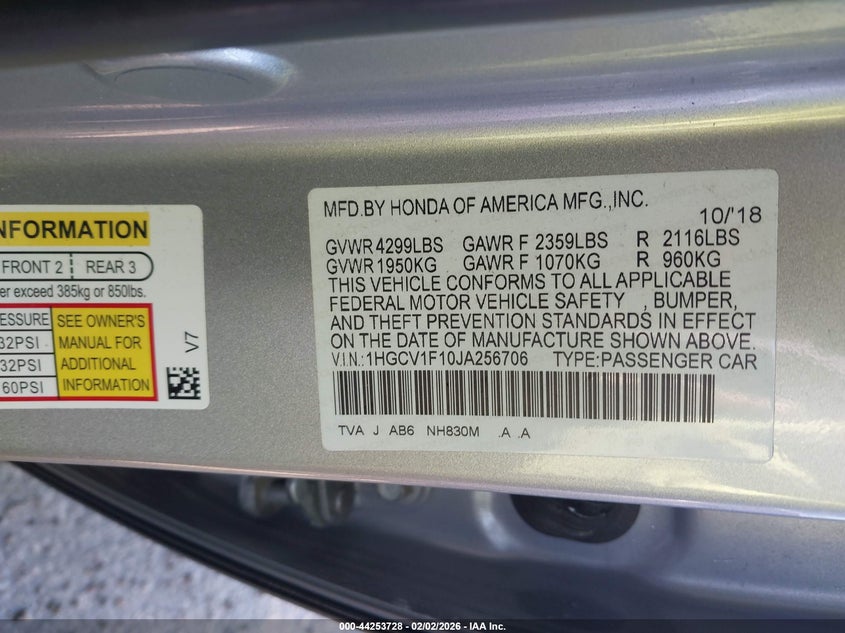 NFORMATION
FRONT 2 | REAR 3
er exceed 385kg or 850lbs.
ESSURE
32PSI
32PSI
60PSI
SEE OWNER'S
MANUAL FOR
ADDITIONAL
INFORMATION
V7
MFD.BY HONDA OF AMERICA MFG.,INC.
10/'18
GVWR 4299LBS GAWR F 2359LBS R 2116LBS
GVWR 1950KG GAWR F 1070KG R 960KG
THIS VEHICLE CONFORMS TO ALL APPLICABLE
FEDERAL MOTOR VEHICLE SAFETY , BUMPER,
AND THEFT PREVENTION STANDARDS IN EFFECT
ON THE DATE OF MANUFACTURE SHOWN ABOVE.
V.I.N.:1HGCV1F10JA256706 TYPE:PASSENGER CAR
TVA J AB6 NH830M .A .A
000-44253728 - 02/02/2026 - IAA Inc.